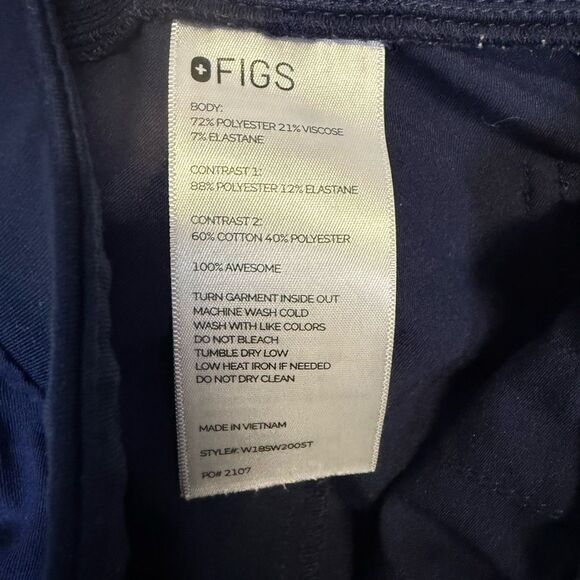 FIGS
BODY:
72% POLYESTER 21% VISCOSE
7% ELASTANE
CONTRAST 1:
88% POLYESTER 12% ELASTANE
CONTRAST 2:
60% COTTON 40% POLYESTER
100% AWESOME
TURN GARMENT INSIDE OUT
MACHINE WASH COLD
WASH WITH LIKE COLORS
DO NOT BLEACH
TUMBLE DRY LOW
LOW HEAT IRON IF NEEDED
DO NOT DRY CLEAN
MADE IN VIETNAM
STYLE#: W18SW200ST
PO# 2107